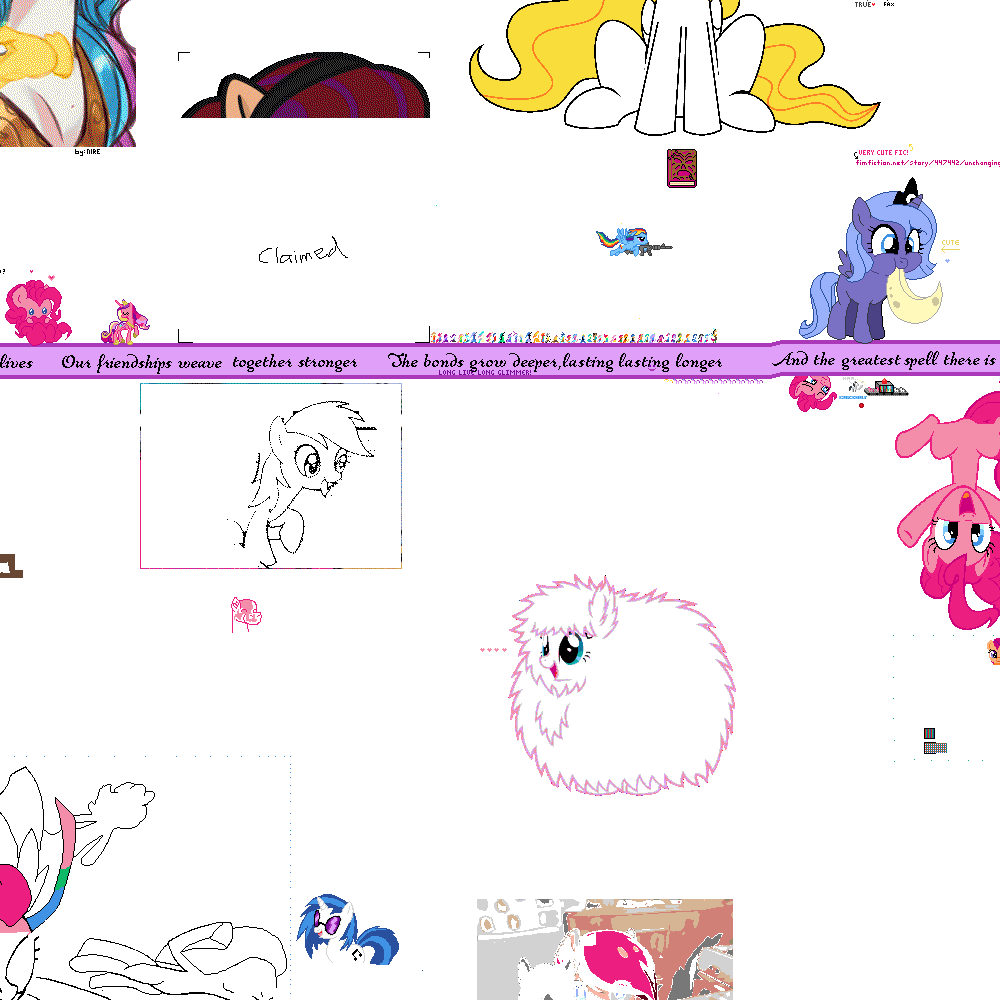 TRUE♥ FAX
by:NIRE
VERY CUTE FIC!
fimfiction.net/story/447442/unchanging
CUTE
Claimed
lives Our friendships weave together stronger The bonds grow deeper,lasting lasting longer And the greatest spell there is
LONG LIVE LONG GLIMMER!